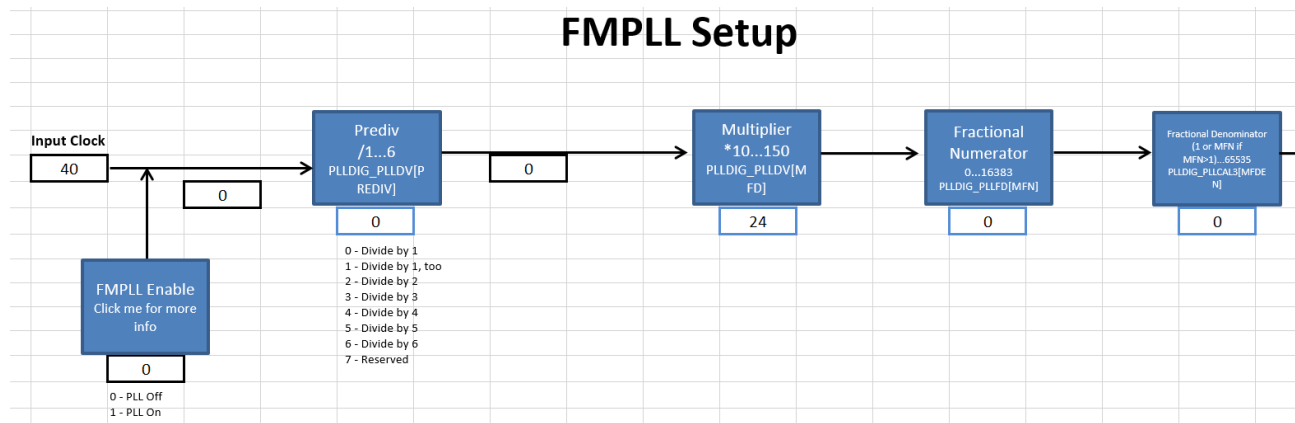 FMPLL Setup
Input Clock
40
0
Prediv
/1...6
PLLDIG_PLLDV[P
REDIV]
0
0 - Divide by 1
1 - Divide by 1, too
2 - Divide by 2
3 - Divide by 3
4 - Divide by 4
5 - Divide by 5
6 - Divide by 6
7 - Reserved
FMPLL Enable
Click me for more
info
0
0 - PLL Off
1 - PLL On
0
Multiplier
*10...150
PLLDIG_PLLDV[M
FD]
24
Fractional
Numerator
0...16383
PLLDIG_PLLFD[MFN]
0
Fractional Denominator
(1 or MFN if
MFN>1)...65535
PLLDIG_PLLCAL3[MFDE
N]
0